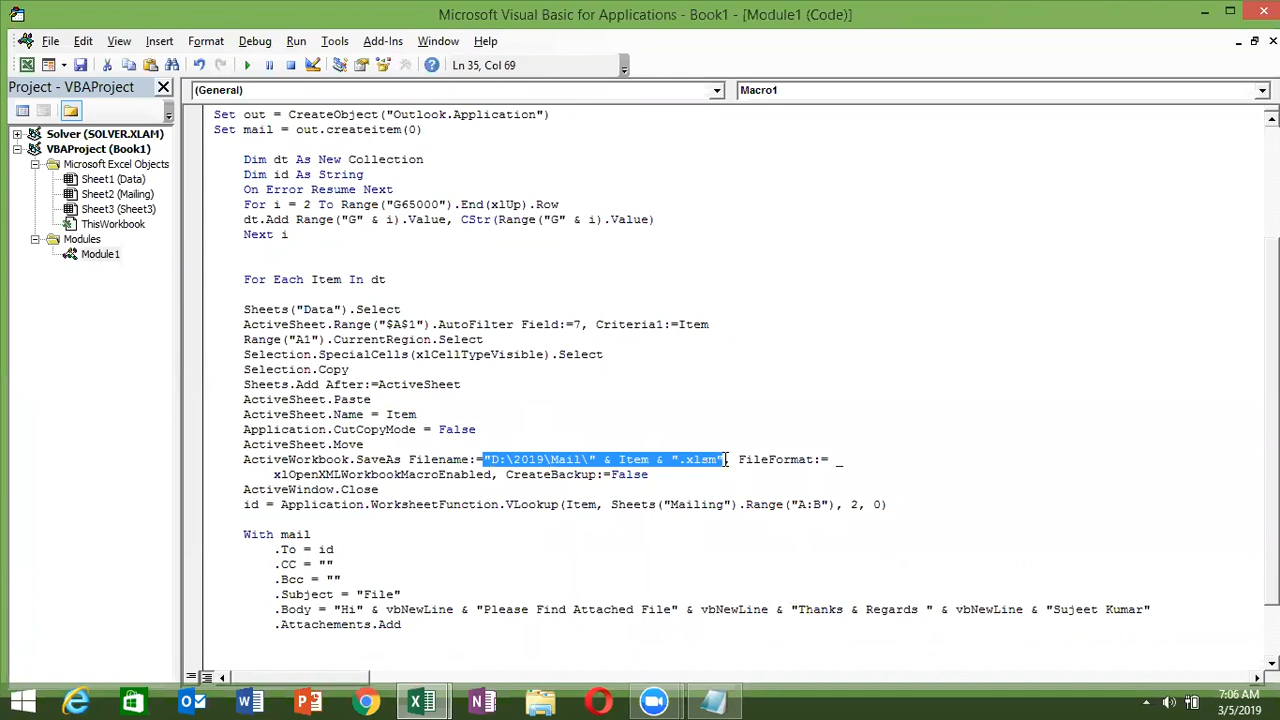 Microsoft Visual Basic for Applications - Book1 - [Module1 (Code)]
File Edit View Insert Format Debug Run Tools Add-Ins Window Help
Ln 35, Col 69
Project - VBAProject
(General) Macro1
Solver (SOLVER.XLAM)
VBAProject (Book1)
Microsoft Excel Objects
Sheet1 (Data)
Sheet2 (Mailing)
Sheet3 (Sheet3)
ThisWorkbook
Modules
Module1
Set out = CreateObject("Outlook.Application")
Set mail = out.createitem(0)
Dim dt As New Collection
Dim id As String
On Error Resume Next
For i = 2 To Range("G65000").End(xlUp).Row
dt.Add Range("G" & i).Value, CStr(Range("G" & i).Value)
Next i
For Each Item In dt
Sheets("Data").Select
ActiveSheet.Range("$A$1").AutoFilter Field:=7, Criteria1:=Item
Range("A1").CurrentRegion.Select
Selection.SpecialCells(xlCellTypeVisible).Select
Selection.Copy
Sheets.Add After:=ActiveSheet
ActiveSheet.Paste
ActiveSheet.Name = Item
Application.CutCopyMode = False
ActiveSheet.Move
ActiveWorkbook.SaveAs Filename:="D:\2019\Mail\" & Item & ".xlsm", FileFormat:= _
xlOpenXMLWorkbookMacroEnabled, CreateBackup:=False
ActiveWindow.Close
id = Application.WorksheetFunction.VLookup(Item, Sheets("Mailing").Range("A:B"), 2, 0)
With mail
.To = id
.CC = ""
.Bcc = ""
.Subject = "File"
.Body = "Hi" & vbNewLine & "Please Find Attached File" & vbNewLine & "Thanks & Regards " & vbNewLine & "Sujeet Kumar"
.Attachements.Add
7:06 AM
3/5/2019